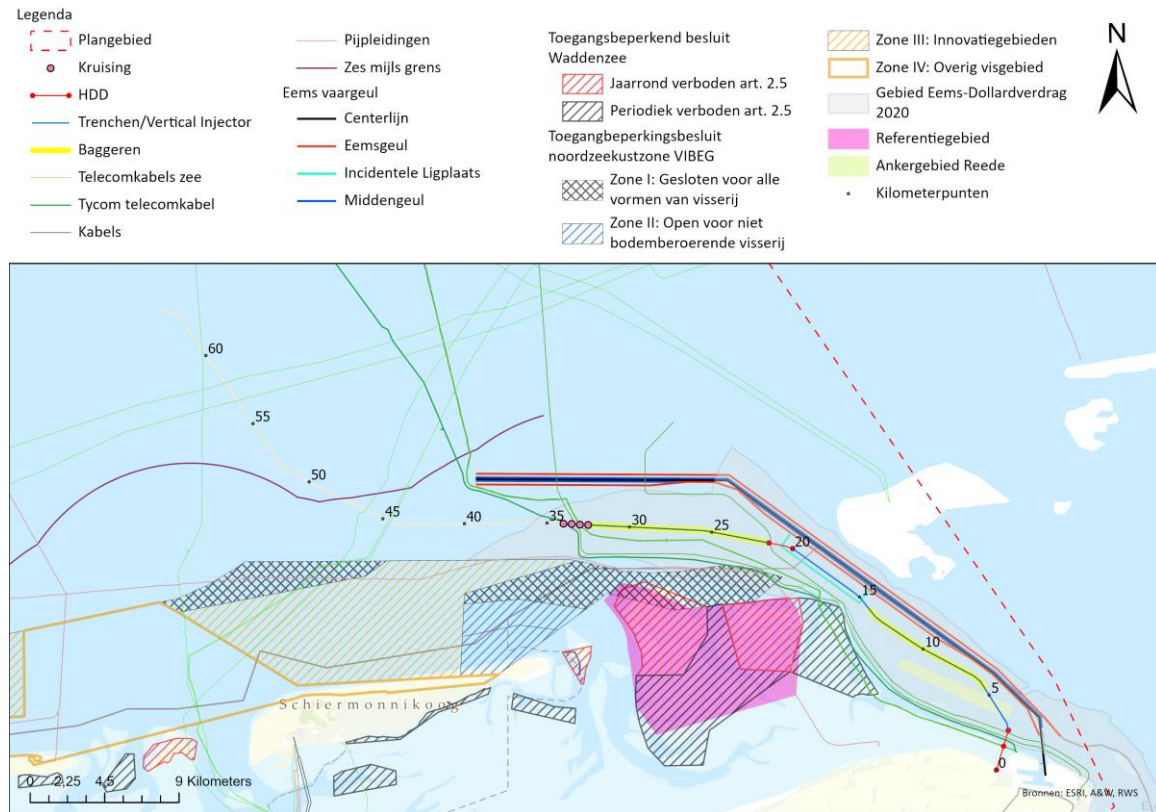 Legenda
Plangebied
Kruising
HDD
Trenchen/Vertical Injector
Baggeren
Telecomkabels zee
Tycom telecomkabel
Kabels
Pijpleidingen
Zes mijls grens
Eems vaargeul
Centerlijn
Eemsgeul
Incidentele Ligplaats
Middengeul
Toegangsbeperkend besluit
Waddenzee
Jaarrond verboden art. 2.5
Periodiek verboden art. 2.5
Toegangbeperkingsbesluit
noordzeekustzone VIBEG
Zone I: Gesloten voor alle
vormen van visserij
Zone II: Open voor niet
bodemberoerende visserij
Zone III: Innovatiegebieden
Zone IV: Overig visgebied
Gebied Eems-Dollardverdrag
2020
Referentiegebied
Ankergebied Reede
Kilometerpunten
N
60
55
50
45
40
35
30
25
20
15
10
5
0
Schiermonnikoog
0 2,25 4,5 9 Kilometers
Bronnen: ESRI, A&W, RWS